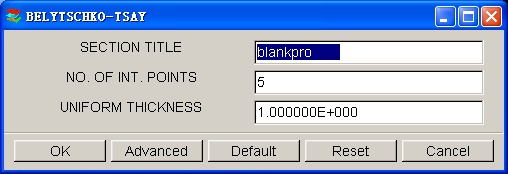 BELYTSCHKO-TSAY
SECTION TITLE blankpro
NO. OF INT. POINTS 5
UNIFORM THICKNESS 1.000000E+000
OK Advanced Default Reset Cancel